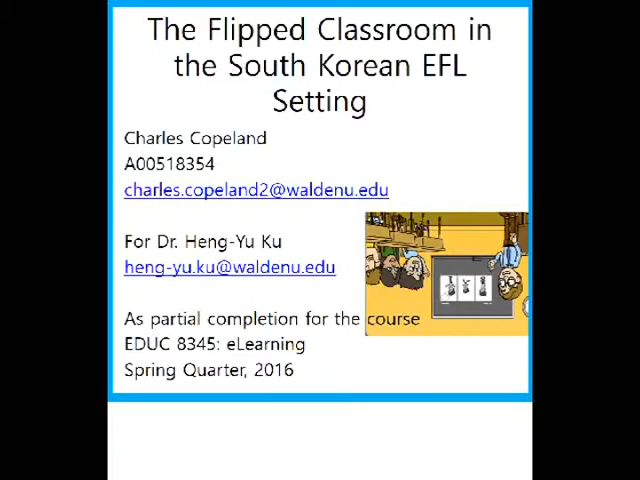 The Flipped Classroom in
the South Korean EFL
Setting
Charles Copeland
A00518354
charles.copeland2@waldenu.edu
For Dr. Heng-Yu Ku
heng-yu.ku@waldenu.edu
As partial completion for the course
EDUC 8345: eLearning
Spring Quarter, 2016